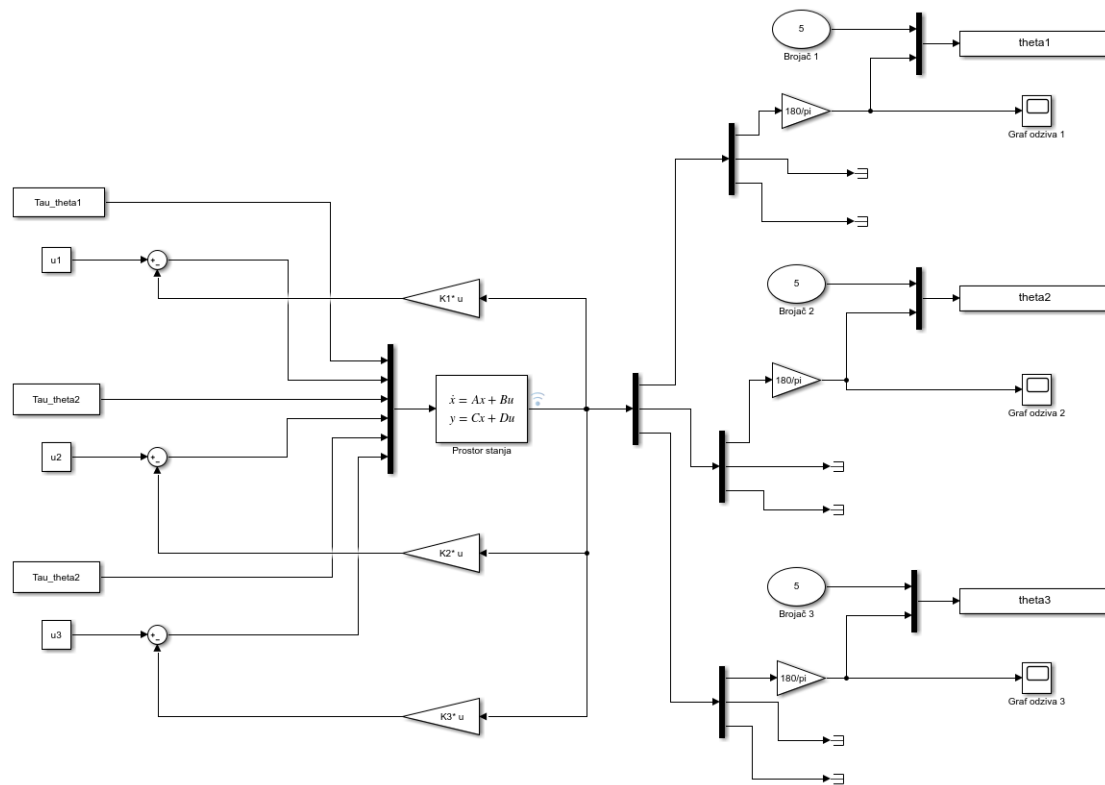 5
Brojač 1
theta1
180/pi
Graf odziva 1
Tau_theta1
u1
+
-
K1* u
5
Brojač 2
theta2
180/pi
Graf odziva 2
Tau_theta2
ẋ = Ax + Bu
y = Cx + Du
Prostor stanja
u2
+
-
K2* u
Tau_theta2
5
Brojač 3
theta3
u3
+
-
180/pi
Graf odziva 3
K3* u